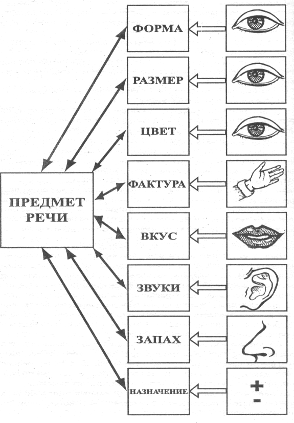 ФОРМА
РАЗМЕР
ЦВЕТ
ФАКТУРА
ПРЕДМЕТ
РЕЧИ
ВКУС
ЗВУКИ
ЗАПАХ
НАЗНАЧЕНИЕ
+
-